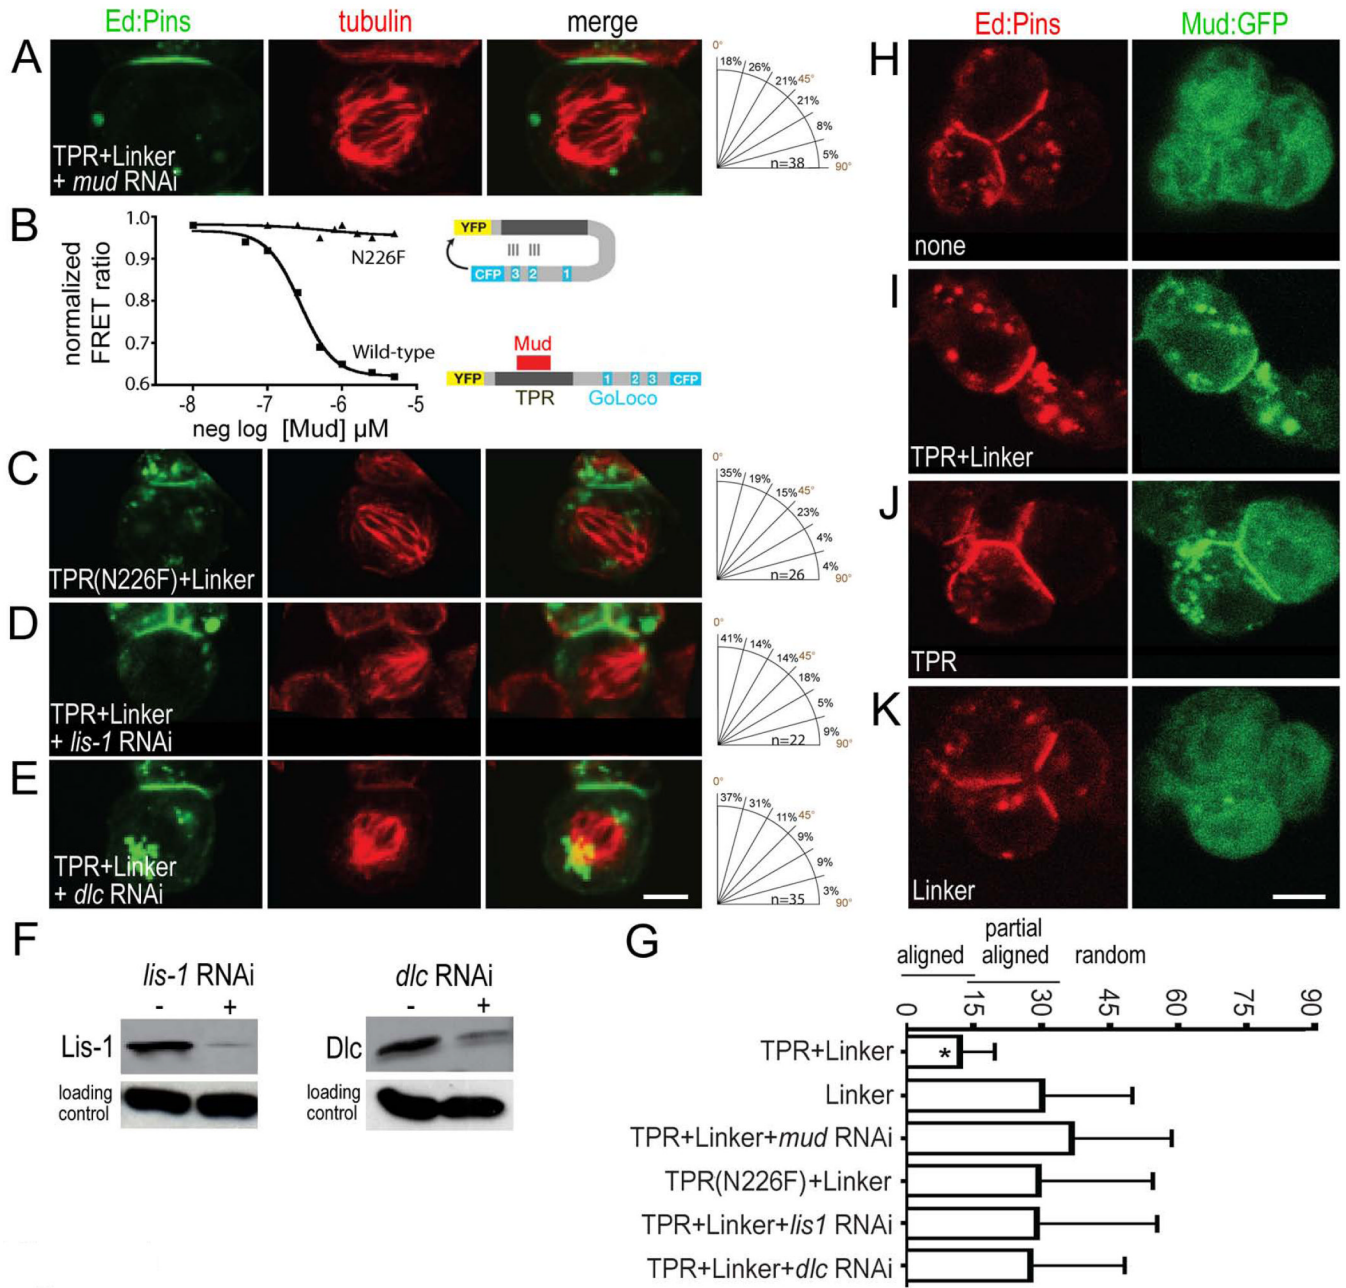 Ed:Pins tubulin merge
A
TPR+Linker
+ mud RNAi
0°
18%
26%
21%
45°
21%
8%
5%
90°
n=38
B
normalized
FRET ratio
1.0
0.9
0.8
0.7
0.6
-8 -7 -6 -5
neg log [Mud] µM
N226F
Wild-type
YFP
CFP 3 2 1
Mud
YFP 1 2 3 CFP
TPR GoLoco
C
TPR(N226F)+Linker
0°
35%
19%
15%
45°
23%
4%
4%
90°
n=26
D
TPR+Linker
+ lis-1 RNAi
0°
41%
14%
14%
45°
18%
5%
9%
90°
n=22
E
TPR+Linker
+ dlc RNAi
0°
37%
31%
11%
45°
9%
9%
3%
90°
n=35
F
lis-1 RNAi
- +
Lis-1
loading
control
dlc RNAi
- +
Dlc
loading
control
G
aligned
partial
aligned
random
0 15 30 45 60 75 90
TPR+Linker
*
Linker
TPR+Linker+mud RNAi
TPR(N226F)+Linker
TPR+Linker+lis1 RNAi
TPR+Linker+dlc RNAi
Ed:Pins Mud:GFP
H
none
I
TPR+Linker
J
TPR
K
Linker